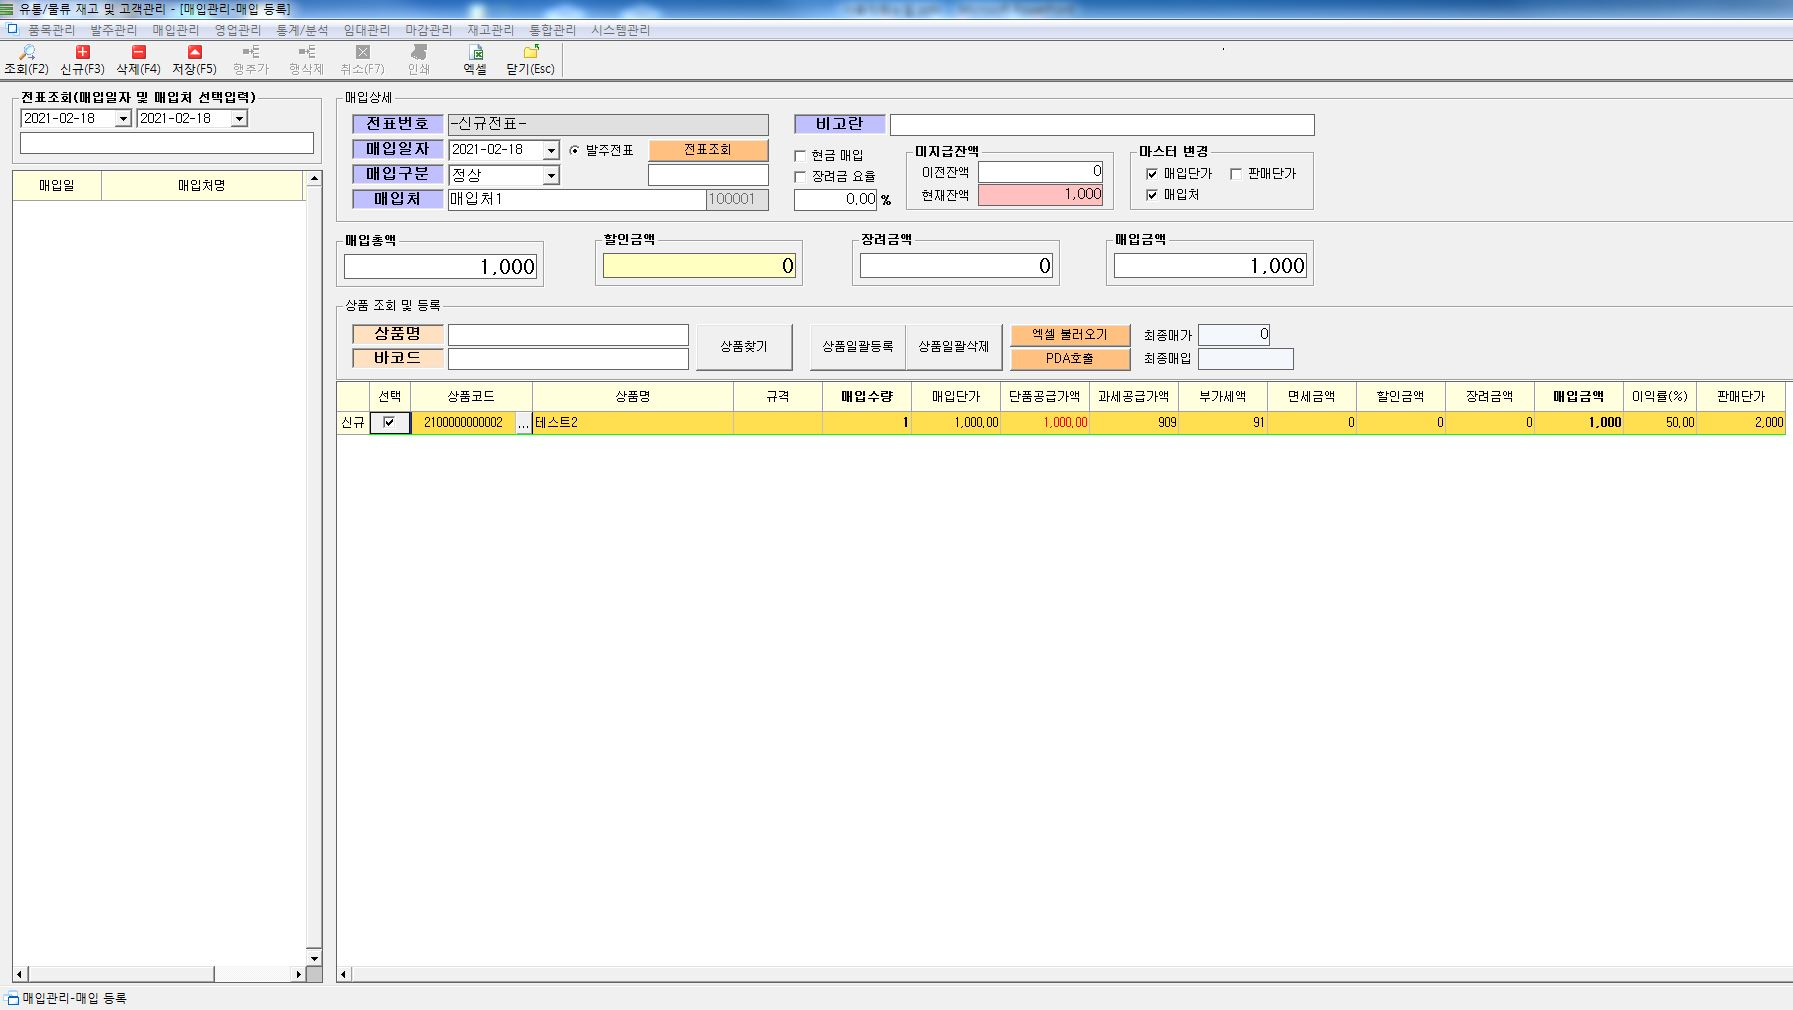 유통/물류 재고 및 고객관리 - [매입관리-매입 등록]
품목관리 발주관리 매입관리 영업관리 통계/분석 임대관리 마감관리 재고관리 통합관리 시스템관리
조회(F2) 신규(F3) 삭제(F4) 저장(F5) 행추가 행삭제 취소(F7) 인쇄 엑셀 닫기(Esc)
전표조회(매입일자 및 매입처 선택입력)
2021-02-18 2021-02-18
매입일 매입처명
매입상세
전표번호 -신규전표- 비고란
매입일자 2021-02-18 발주전표 전표조회
매입구분 정상
매입처 매입처1 100001
현금 매입
장려금 요율
0.00 %
미지급잔액
이전잔액 0
현재잔액 1,000
마스터 변경
매입단가 판매단가
매입처
매입총액 할인금액 장려금액 매입금액
1,000 0 0 1,000
상품 조회 및 등록
상품명
바코드
상품찾기 상품일괄등록 상품일괄삭제
엑셀 불러오기
PDA호출
최종매가 0
최종매입
선택 상품코드 상품명 규격 매입수량 매입단가 단품공급가액 과세공급가액 부가세액 면세금액 할인금액 장려금액 매입금액 이익률(%) 판매단가
신규 2100000000002 ... 테스트2 1 1,000.00 1,000.00 909 91 0 0 0 1,000 50.00 2,000
매입관리-매입 등록